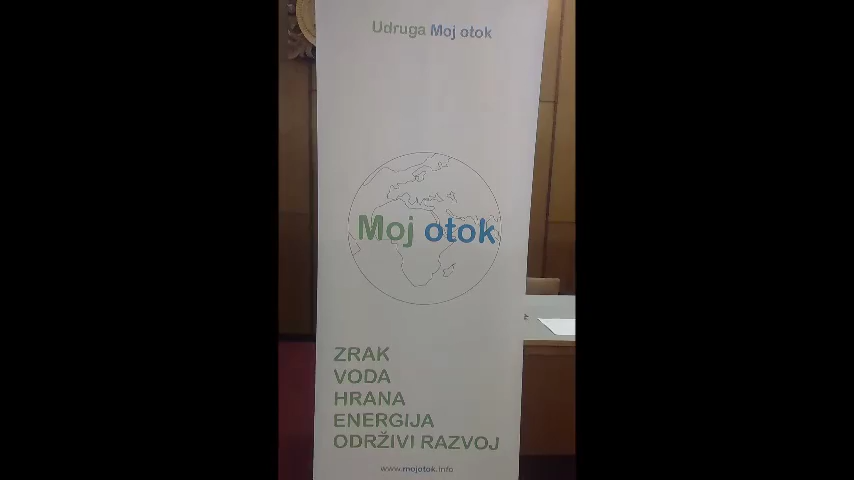 Udruga Moj otok
Moj otok
ZRAK
VODA
HRANA
ENERGIJA
ODRŽIVI RAZVOJ
www.mojotok.info